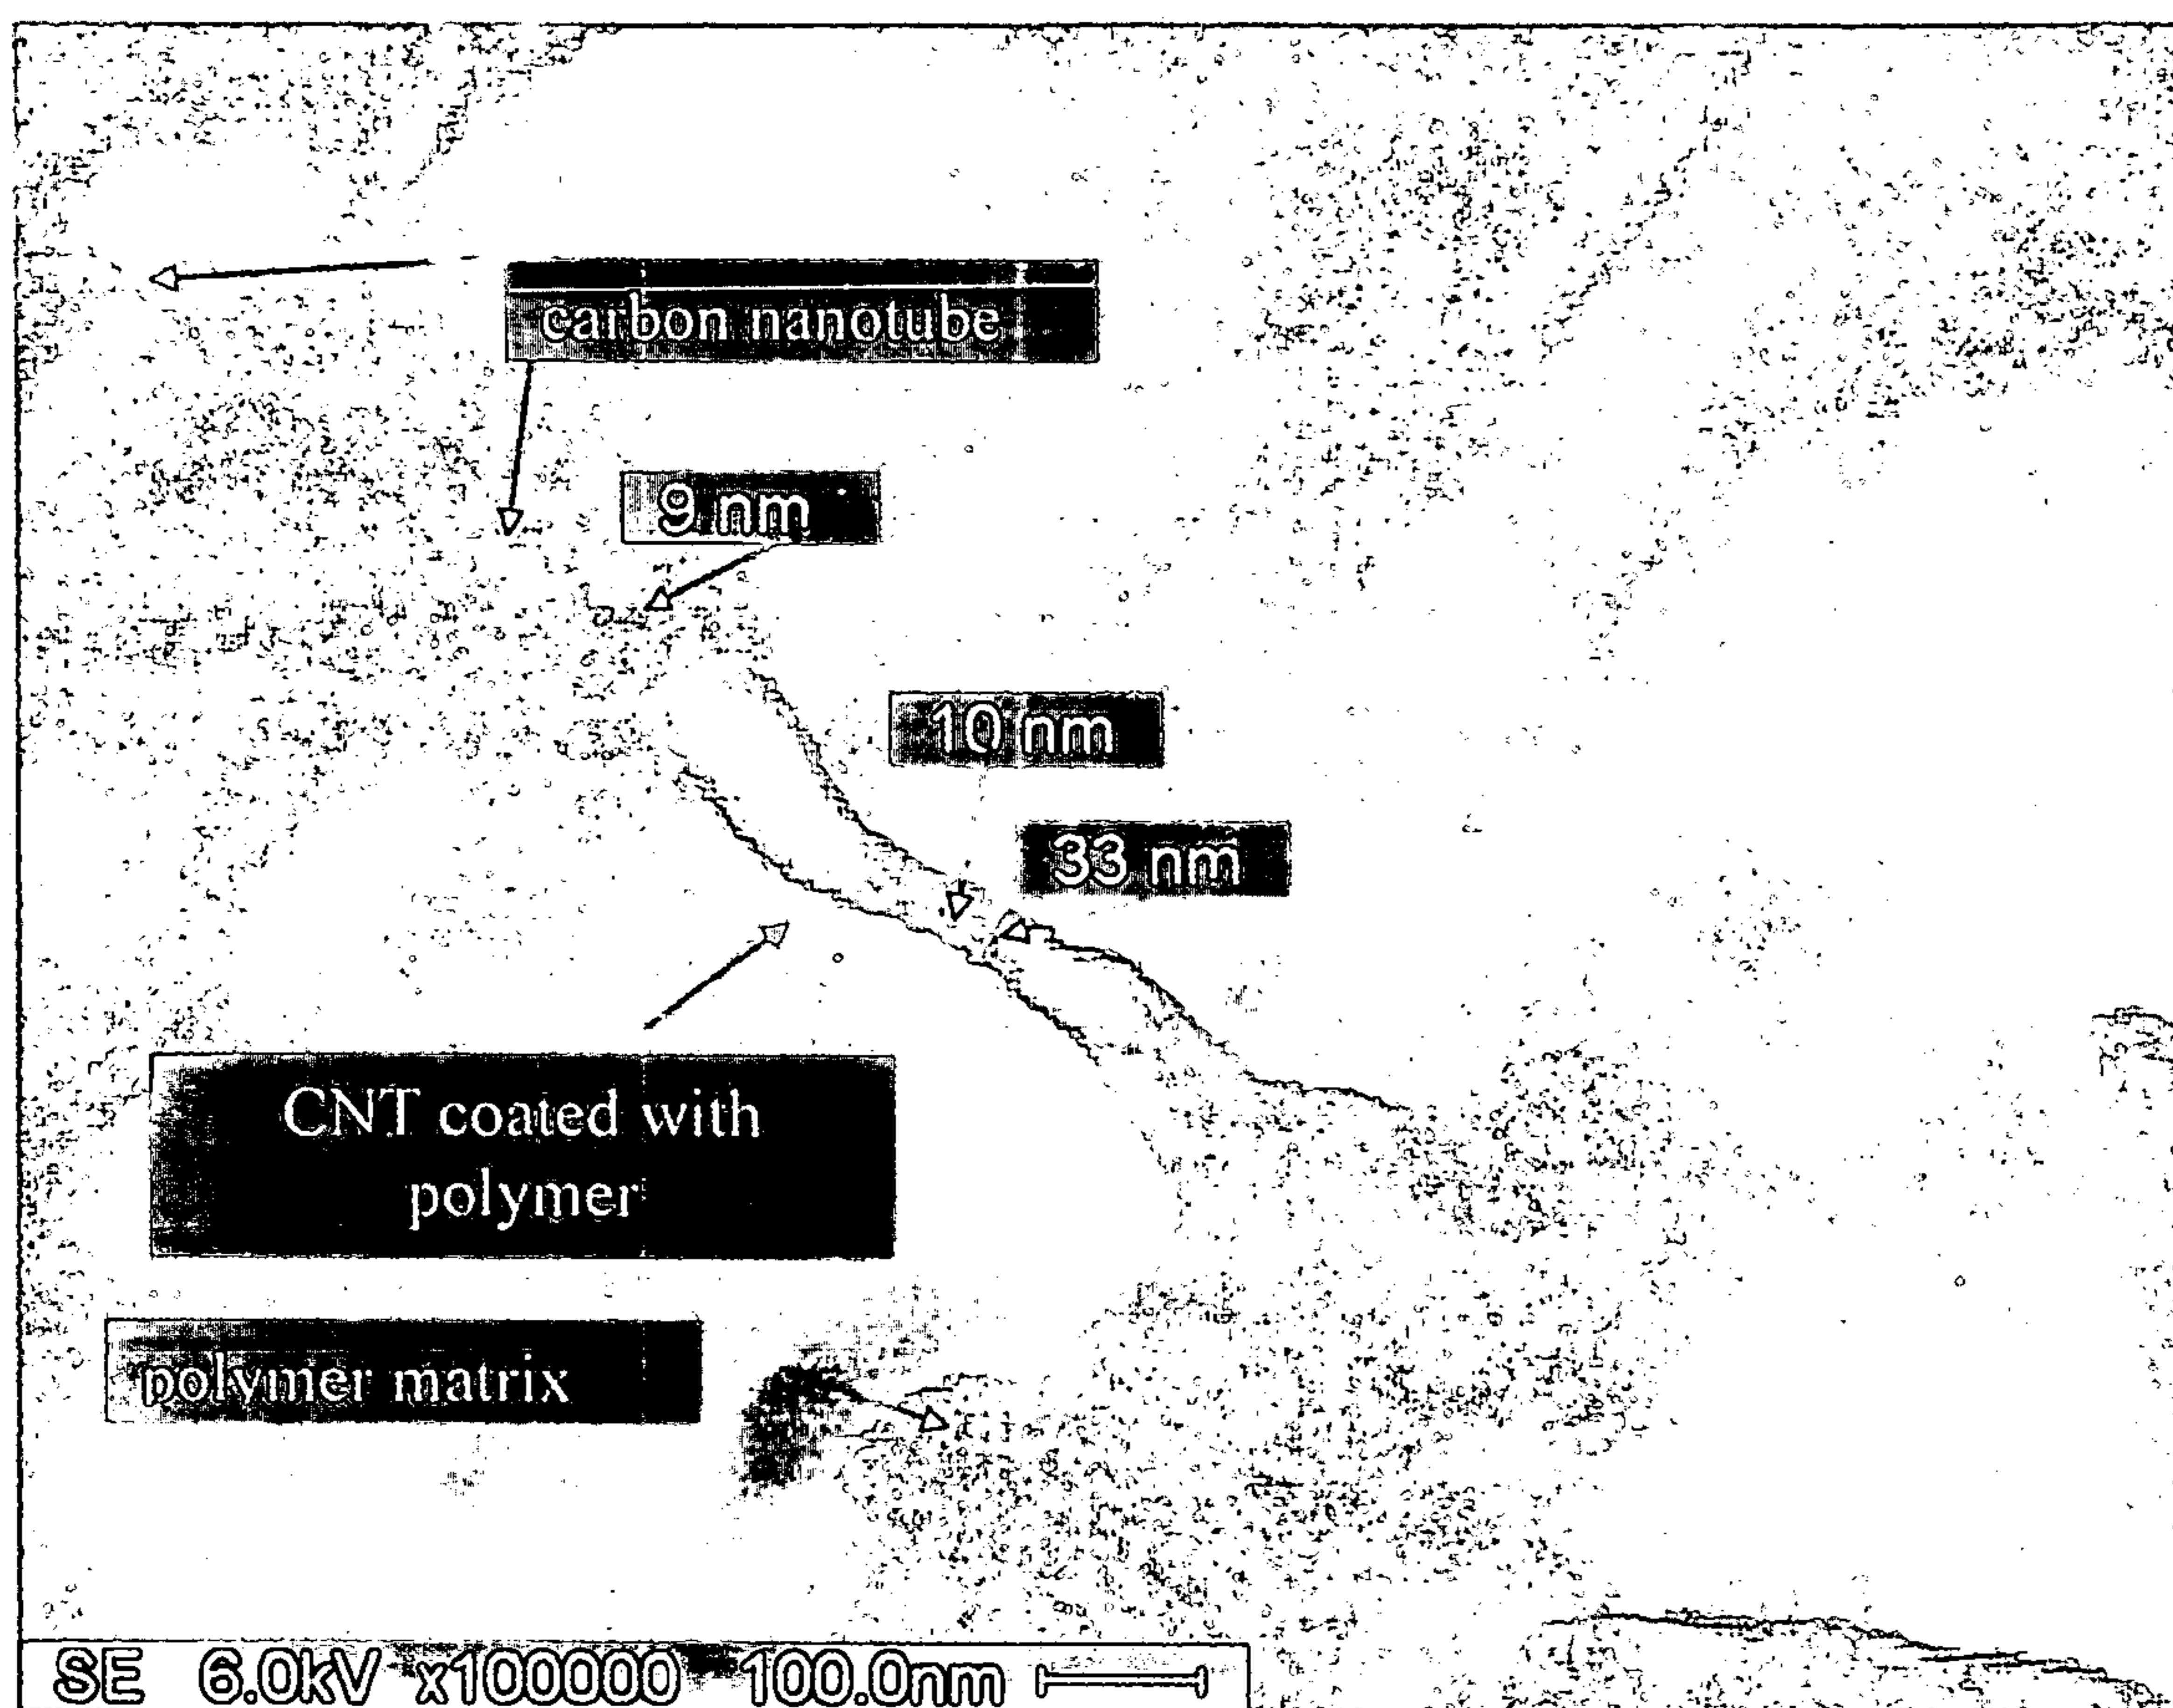 carbon nanotube
9 nm
10 nm
33 nm
CNT coated with
polymer
polymer matrix
SE 6.0kV x100000 100.0nm